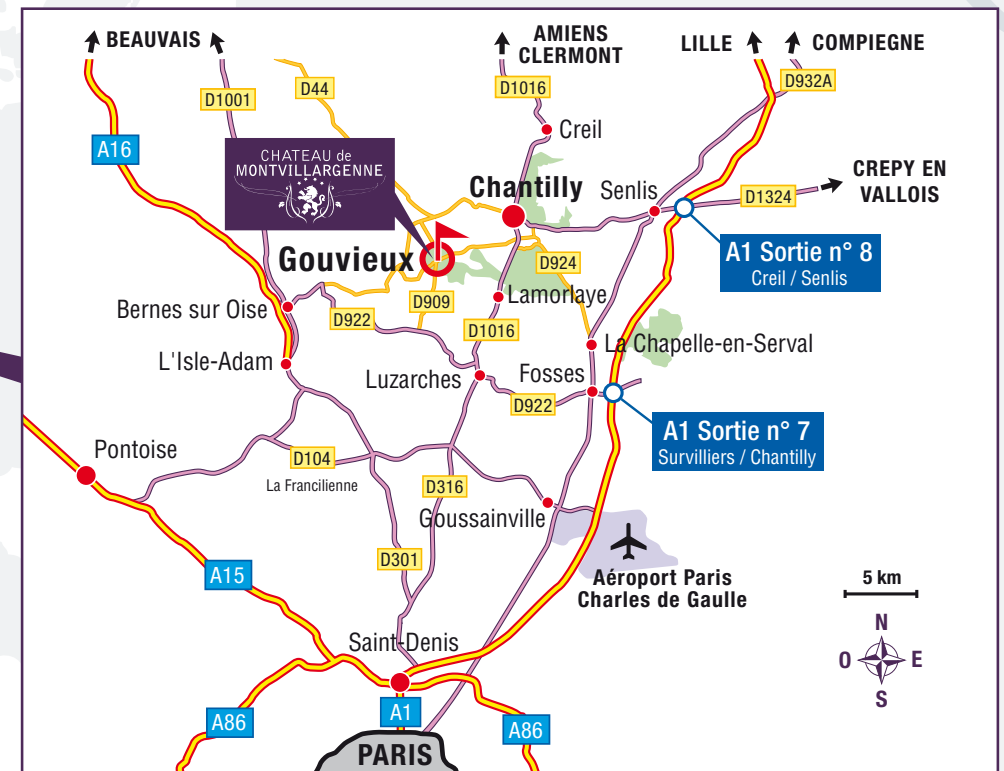 BEAUVAIS
AMIENS
CLERMONT
LILLE
COMPIEGNE
D1001
D44
D1016
D932A
A16
Creil
CHATEAU de
MONTVILLARGENNE
Chantilly
Senlis
CREPY EN
VALLOIS
D1324
Gouvieux
A1 Sortie n° 8
Creil / Senlis
D924
D909
Lamorlaye
Bernes sur Oise
D922
D1016
La Chapelle-en-Serval
L'Isle-Adam
Luzarches
Fosses
D922
A1 Sortie n° 7
Survilliers / Chantilly
Pontoise
D104
La Francilienne
D316
Goussainville
D301
A15
Aéroport Paris
Charles de Gaulle
5 km
N
O
E
S
Saint-Denis
A1
A86
A86
PARIS